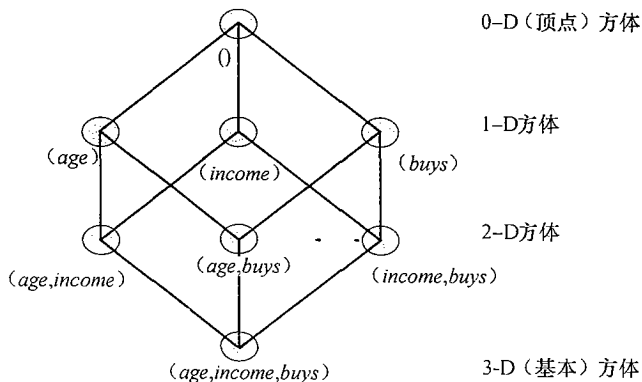 0-D（顶点）方体
()
1-D方体
(age)
(income)
(buys)
2-D方体
(age,income)
(age,buys)
(income,buys)
(age,income,buys)
3-D（基本）方体